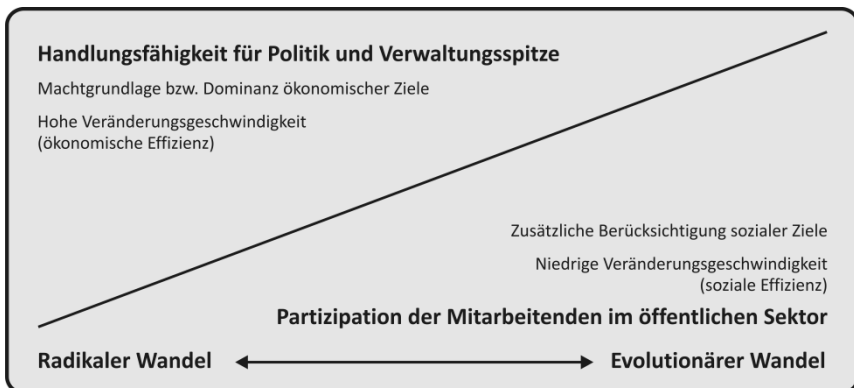 Handlungsfähigkeit für Politik und Verwaltungsspitze
Machtgrundlage bzw. Dominanz ökonomischer Ziele
Hohe Veränderungsgeschwindigkeit
(ökonomische Effizienz)
Zusätzliche Berücksichtigung sozialer Ziele
Niedrige Veränderungsgeschwindigkeit
(soziale Effizienz)
Partizipation der Mitarbeitenden im öffentlichen Sektor
Radikaler Wandel
Evolutionärer Wandel